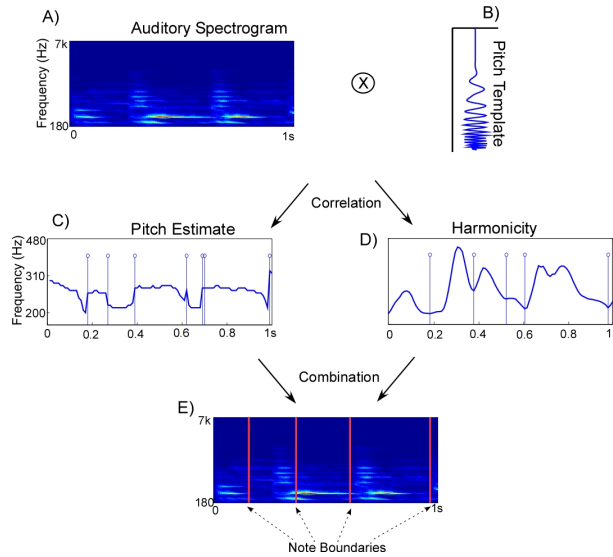 A)
Auditory Spectrogram
7k
Frequency (Hz)
180
0
1s
X
B)
Pitch Template
Correlation
C)
Pitch Estimate
480
310
200
Frequency (Hz)
0 0.2 0.4 0.6 0.8 1s
D)
Harmonicity
0 0.2 0.4 0.6 0.8 1
Combination
E)
7k
180
0
1s
Note Boundaries